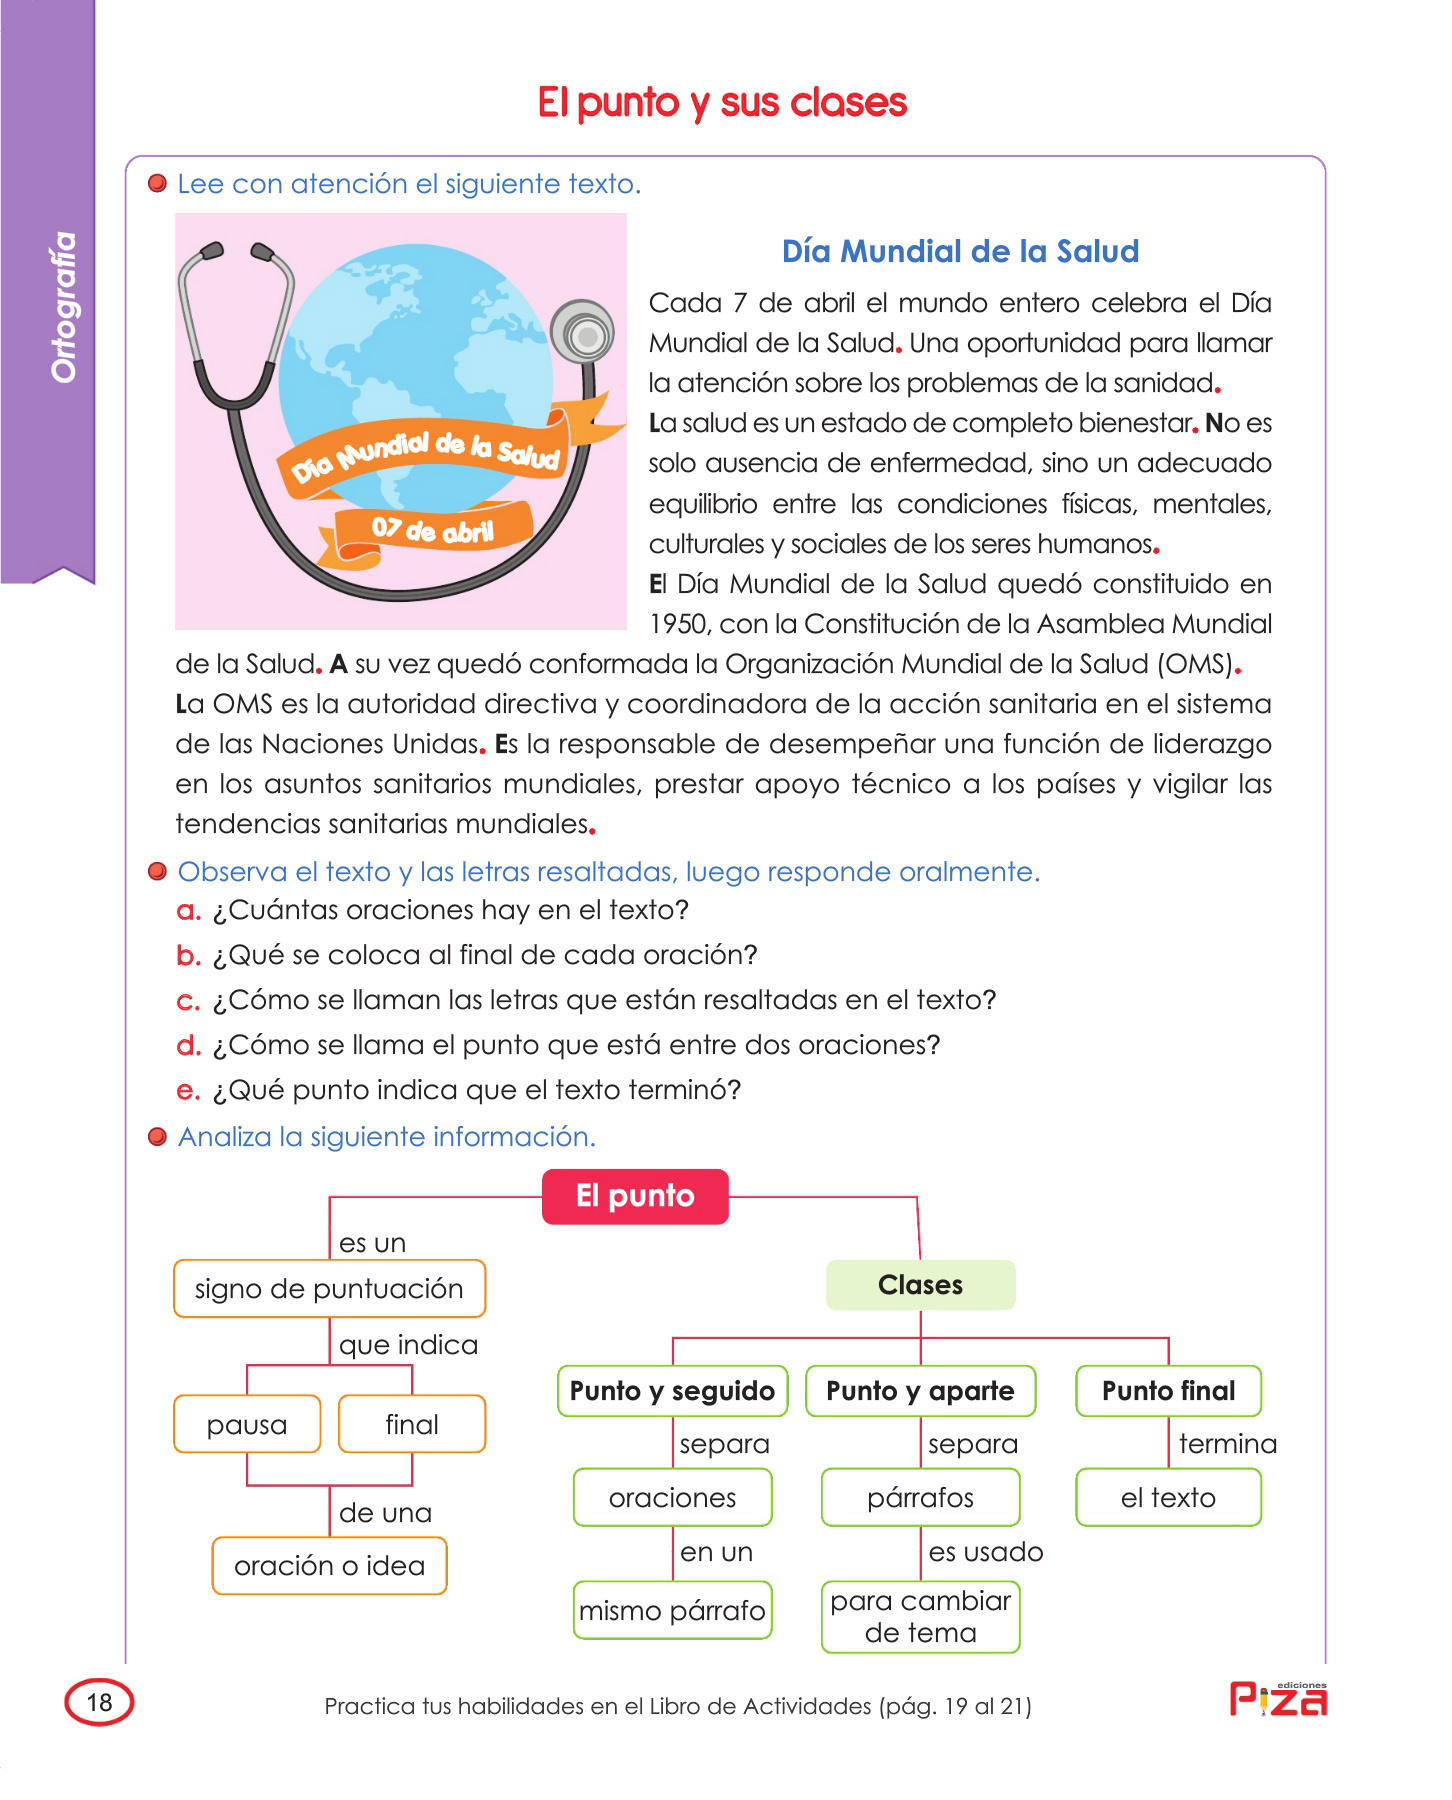 El punto y sus clases
Ortografía
Lee con atención el siguiente texto.
Día Mundial de la Salud
07 de abril
Día Mundial de la Salud
Cada 7 de abril el mundo entero celebra el Día
Mundial de la Salud. Una oportunidad para llamar
la atención sobre los problemas de la sanidad.
La salud es un estado de completo bienestar. No es
solo ausencia de enfermedad, sino un adecuado
equilibrio entre las condiciones físicas, mentales,
culturales y sociales de los seres humanos.
El Día Mundial de la Salud quedó constituido en
1950, con la Constitución de la Asamblea Mundial
de la Salud. A su vez quedó conformada la Organización Mundial de la Salud (OMS).
La OMS es la autoridad directiva y coordinadora de la acción sanitaria en el sistema
de las Naciones Unidas. Es la responsable de desempeñar una función de liderazgo
en los asuntos sanitarios mundiales, prestar apoyo técnico a los países y vigilar las
tendencias sanitarias mundiales.
Observa el texto y las letras resaltadas, luego responde oralmente.
a. ¿Cuántas oraciones hay en el texto?
b. ¿Qué se coloca al final de cada oración?
c. ¿Cómo se llaman las letras que están resaltadas en el texto?
d. ¿Cómo se llama el punto que está entre dos oraciones?
e. ¿Qué punto indica que el texto terminó?
Analiza la siguiente información.
El punto
es un
signo de puntuación
que indica
pausa
final
de una
oración o idea
Clases
Punto y seguido
separa
oraciones
en un
mismo párrafo
Punto y aparte
separa
párrafos
es usado
para cambiar
de tema
Punto final
termina
el texto
18
Practica tus habilidades en el Libro de Actividades (pág. 19 al 21)
ediciones
Piza